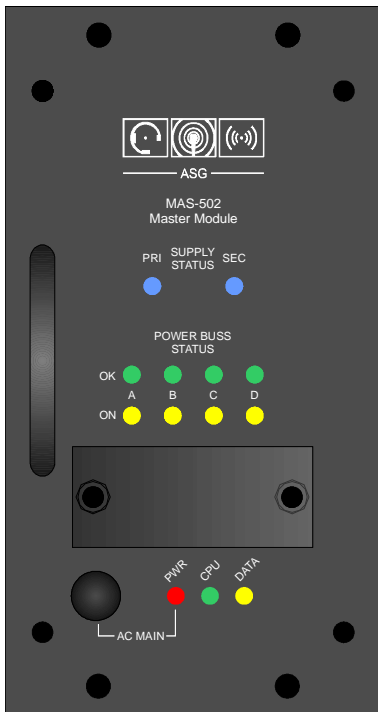 ASG
MAS-502
Master Module
PRI SUPPLY STATUS SEC
POWER BUSS
STATUS
OK
A B C D
ON
PWR CPU DATA
AC MAIN